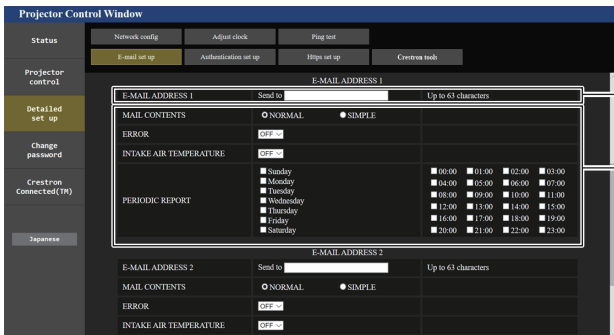 Projector Control Window
Status
Network config Adjust clock Ping test
E-mail set up Authentication set up Https set up Crestron tools
Projector control
Detailed set up
Change password
Crestron Connected(TM)
Japanese
E-MAIL ADDRESS 1
E-MAIL ADDRESS 1 Send to Up to 63 characters
MAIL CONTENTS NORMAL SIMPLE
ERROR OFF
INTAKE AIR TEMPERATURE OFF
PERIODIC REPORT
Sunday 00:00 01:00 02:00 03:00
Monday 04:00 05:00 06:00 07:00
Tuesday 08:00 09:00 10:00 11:00
Wednesday 12:00 13:00 14:00 15:00
Thursday 16:00 17:00 18:00 19:00
Friday 20:00 21:00 22:00 23:00
Saturday
E-MAIL ADDRESS 2
E-MAIL ADDRESS 2 Send to Up to 63 characters
MAIL CONTENTS NORMAL SIMPLE
ERROR OFF
INTAKE AIR TEMPERATURE OFF